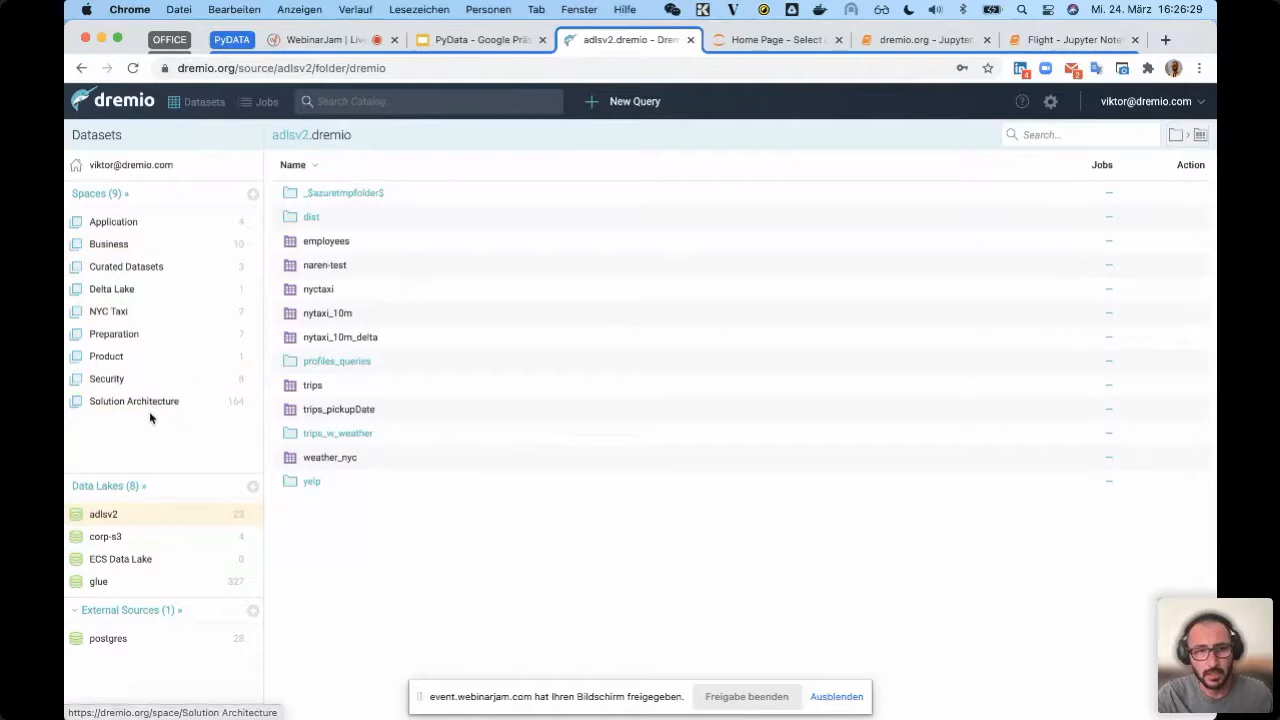 Chrome Datei Bearbeiten Anzeigen Verlauf Lesezeichen Personen Tab Fenster Hilfe Mi. 24. März 16:26:29
OFFICE PyDATA WebinarJam | Live PyData - Google Präs adlsv2.dremio - Drem Home Page - Select o dremio.org - Jupyter Flight - Jupyter Note
dremio.org/source/adlsv2/folder/dremio
dremio Datasets Jobs Search Catalog... New Query viktor@dremio.com
Datasets adlsv2.dremio Search...
viktor@dremio.com Name Jobs Action
Spaces (9) » _$azuretmpfolder$ --
dist --
Application 4
employees --
Business 10
naren-test --
Curated Datasets 3
Delta Lake 1 nyctaxi --
NYC Taxi 2 nytaxi_10m --
Preparation 7 nytaxi_10m_delta --
Product 1 profiles_queries --
Security 8 trips --
Solution Architecture 164 trips_pickupDate --
trips_w_weather --
weather_nyc --
Data Lakes (8) » yelp --
adlsv2 23
corp-s3 4
ECS Data Lake 0
glue 327
External Sources (1) »
postgres 28
event.webinarjam.com hat Ihren Bildschirm freigegeben. Freigabe beenden Ausblenden
https://dremio.org/space/Solution Architecture